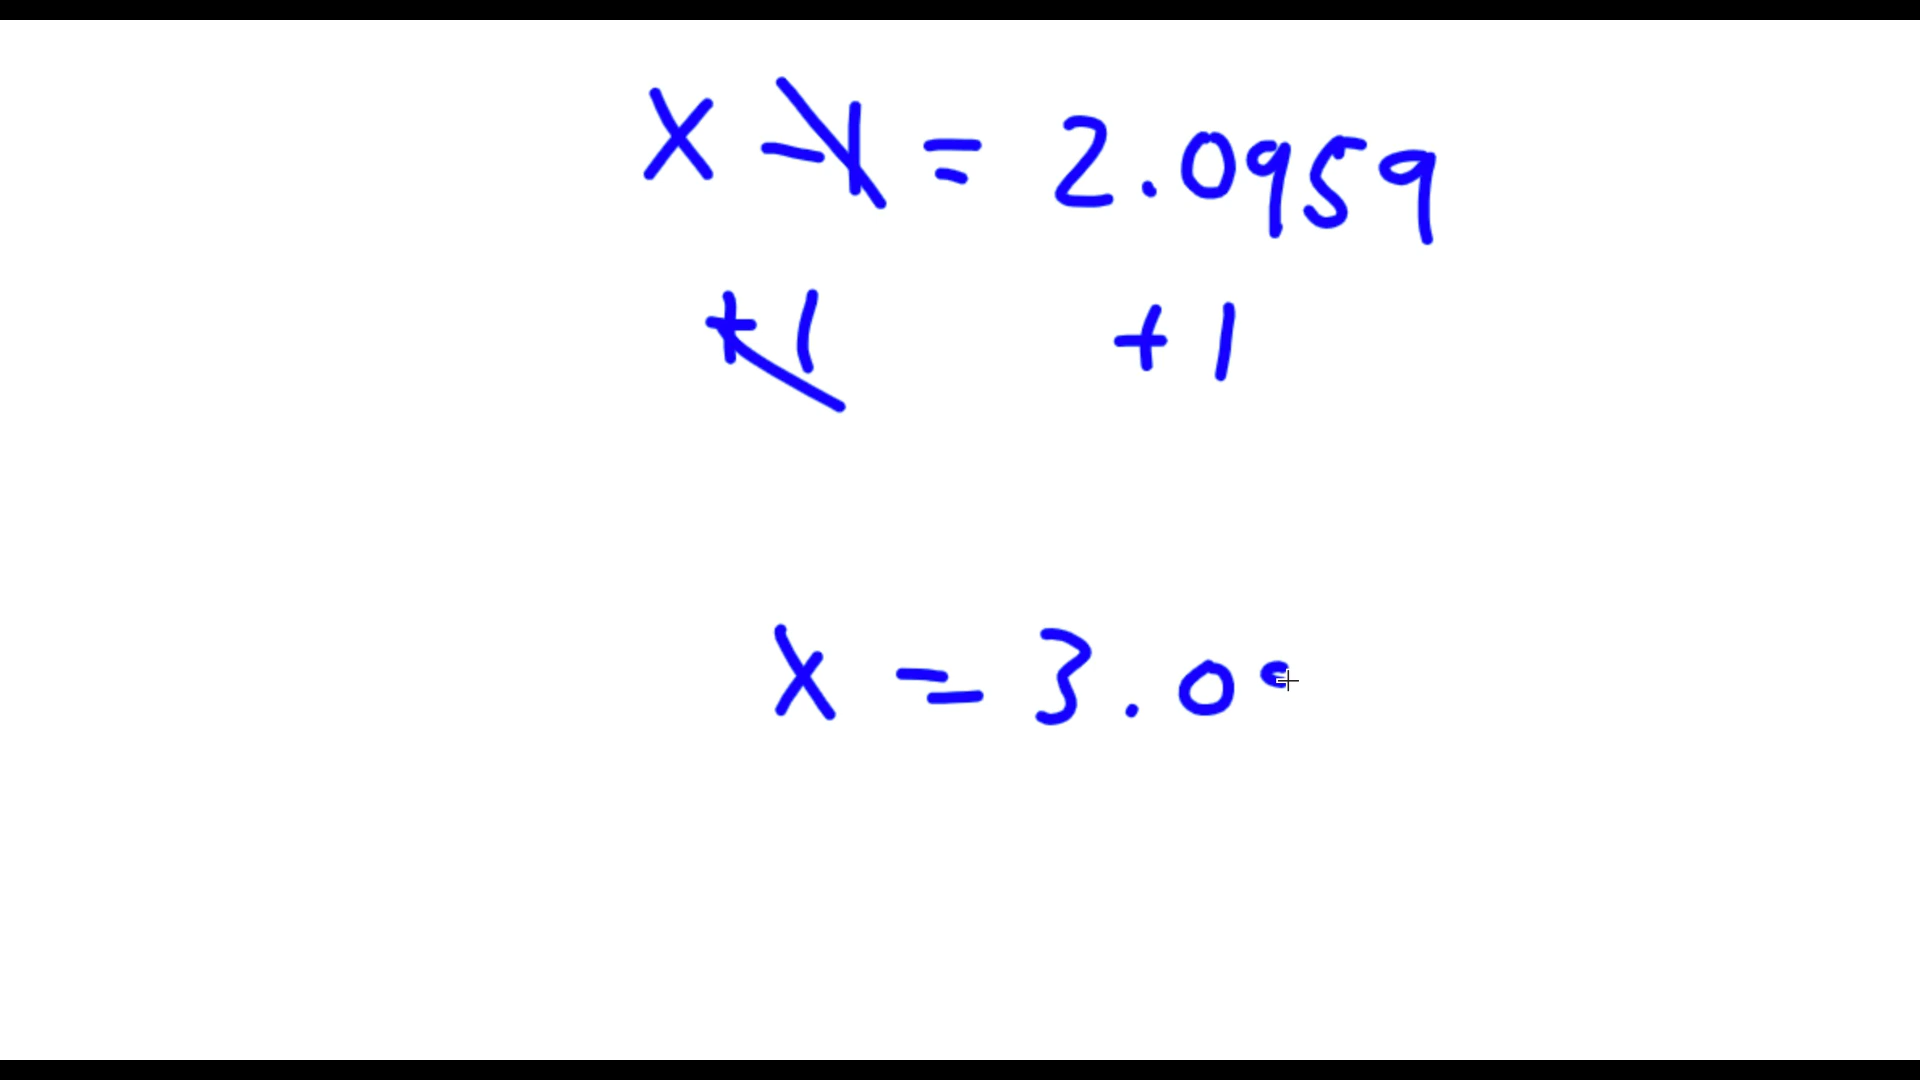 x - 1 = 2.0959
+ 1 + 1
x = 3.0